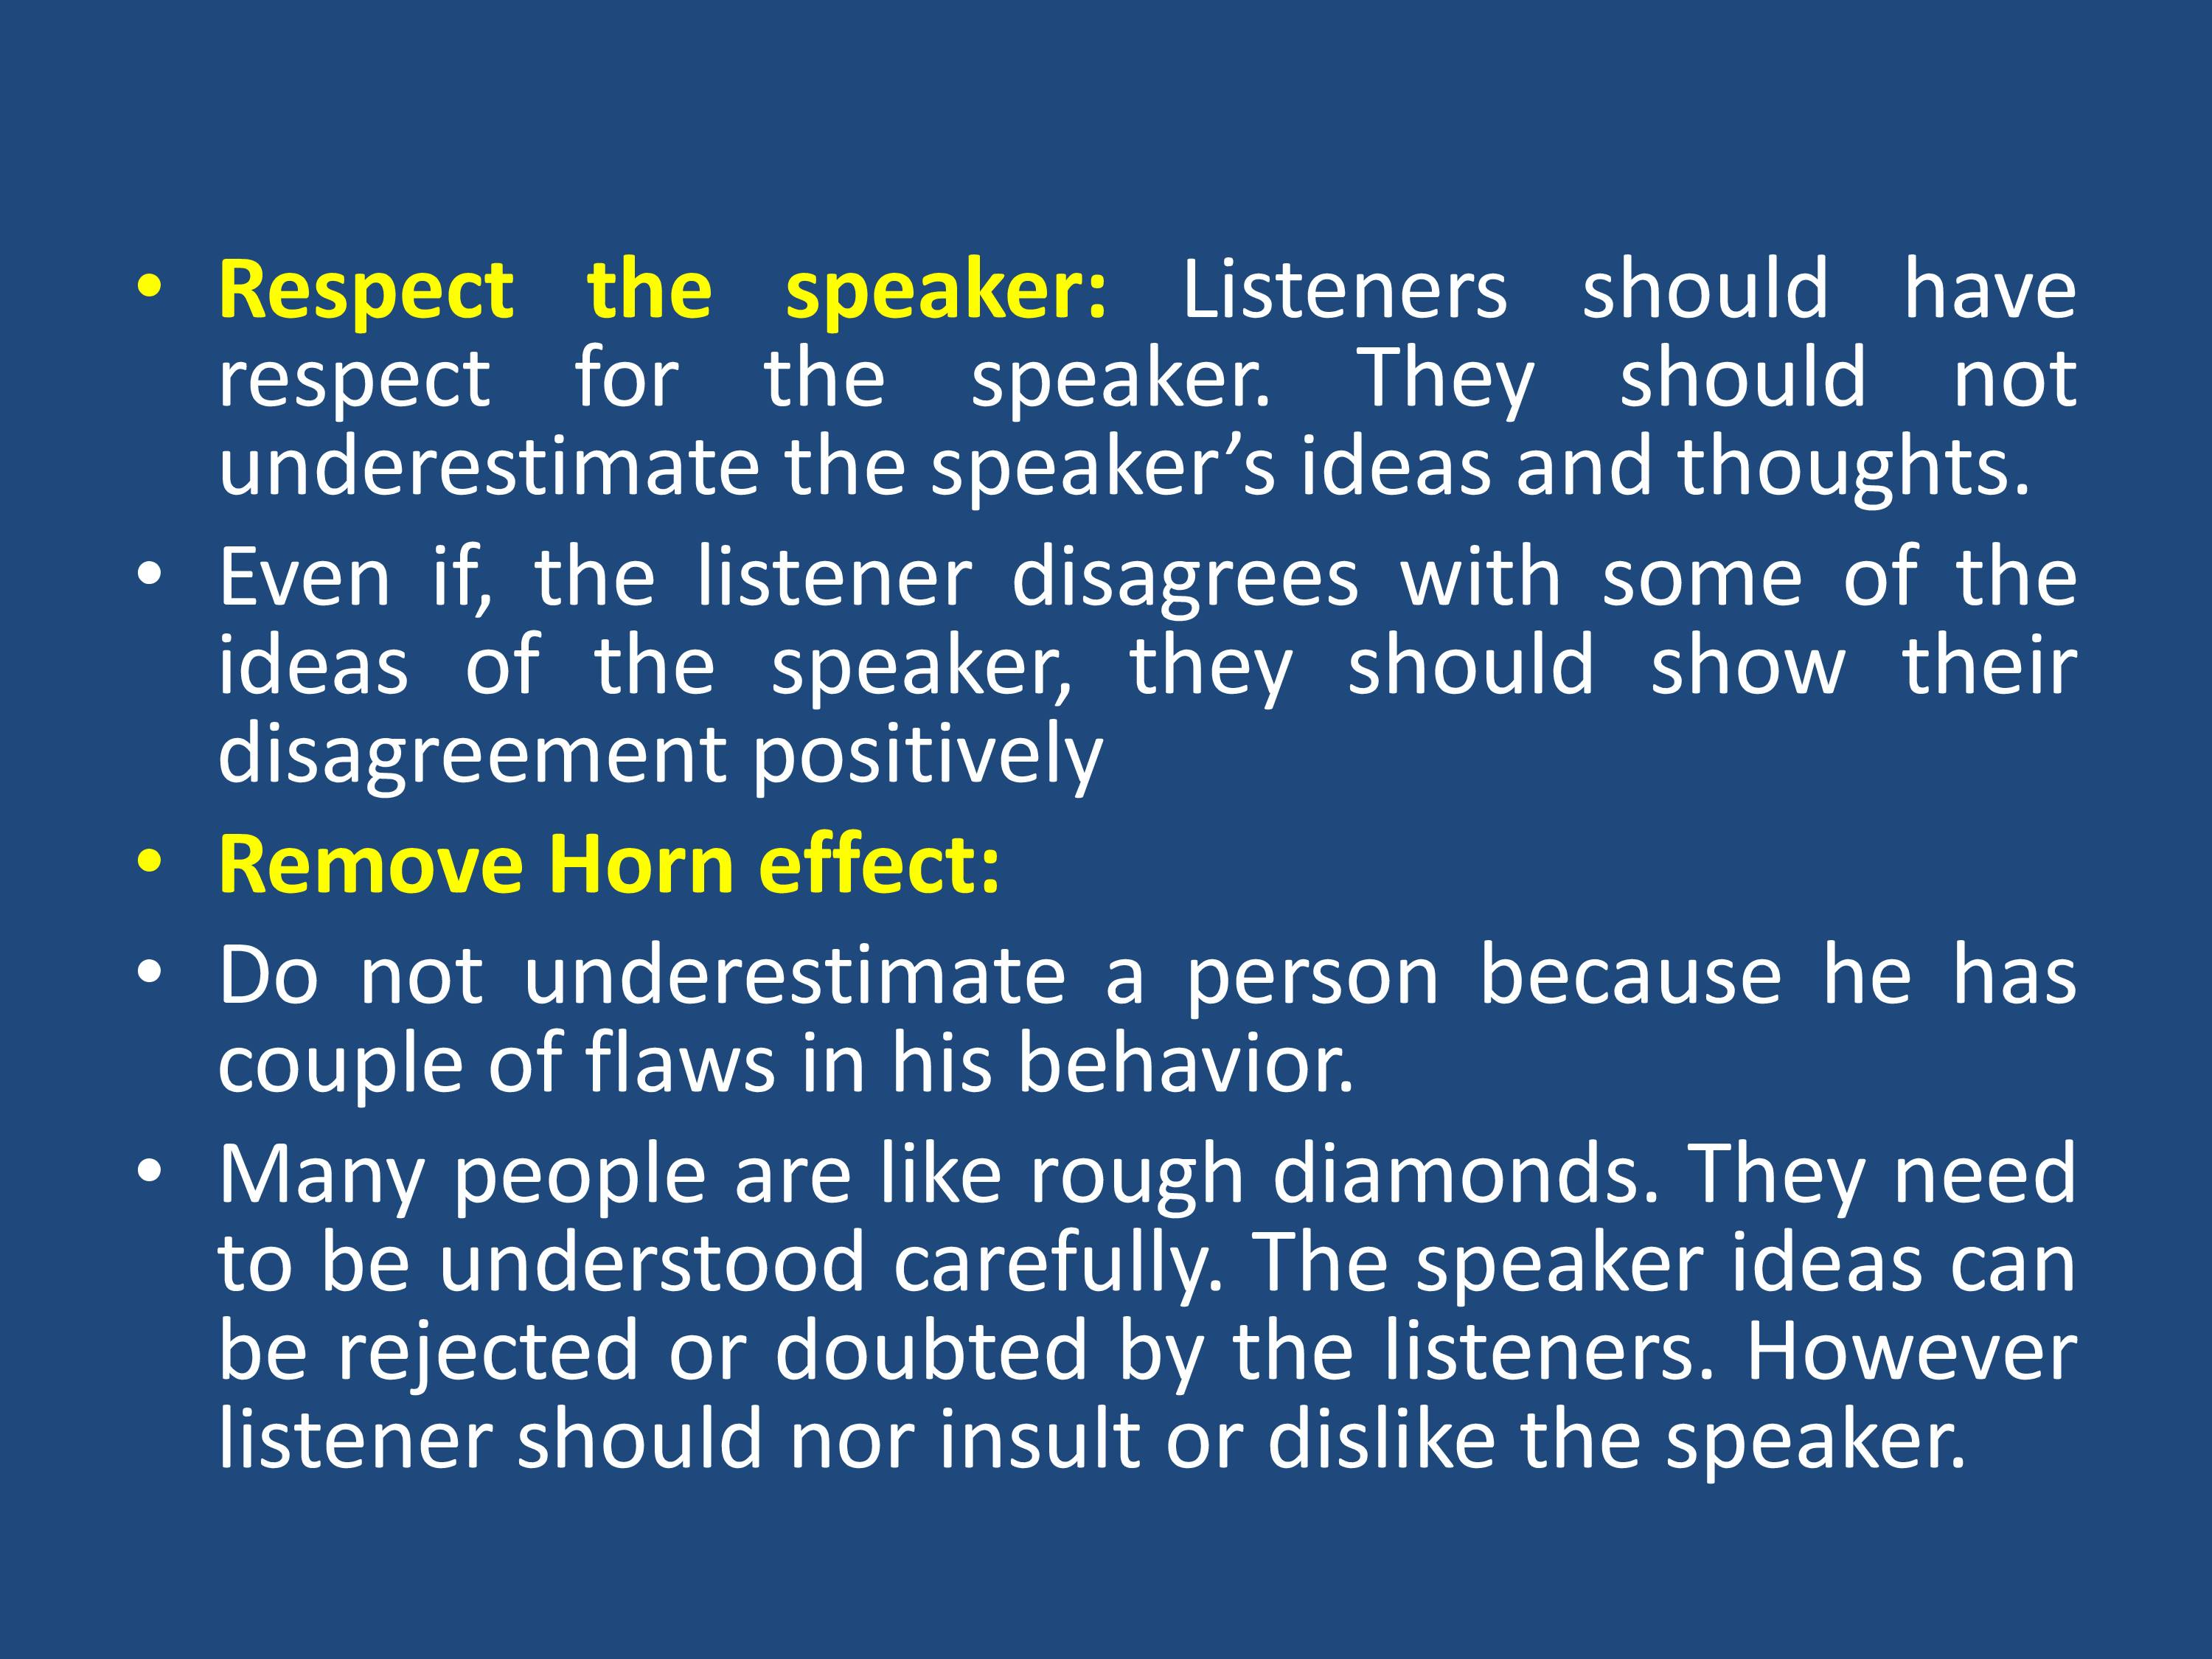 • Respect the speaker: Listeners should have
respect for the speaker. They should not
underestimate the speaker’s ideas and thoughts.
• Even if, the listener disagrees with some of the
ideas of the speaker, they should show their
disagreement positively
• Remove Horn effect:
• Do not underestimate a person because he has
couple of flaws in his behavior.
• Many people are like rough diamonds. They need
to be understood carefully. The speaker ideas can
be rejected or doubted by the listeners. However
listener should nor insult or dislike the speaker.